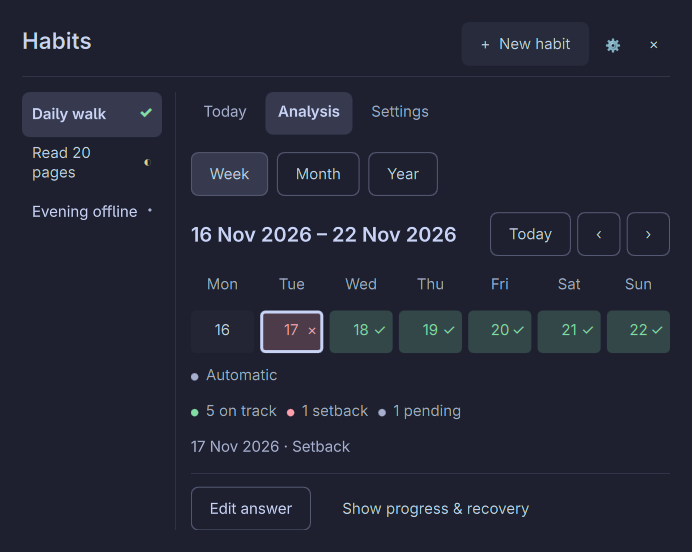 Habits
+ New habit
Daily walk
Read 20
pages
Evening offline
Today Analysis Settings
Week Month Year
16 Nov 2026 – 22 Nov 2026 Today ‹ ›
Mon Tue Wed Thu Fri Sat Sun
16 17 × 18 ✓ 19 ✓ 20 ✓ 21 ✓ 22 ✓
Automatic
5 on track 1 setback 1 pending
17 Nov 2026 · Setback
Edit answer Show progress & recovery